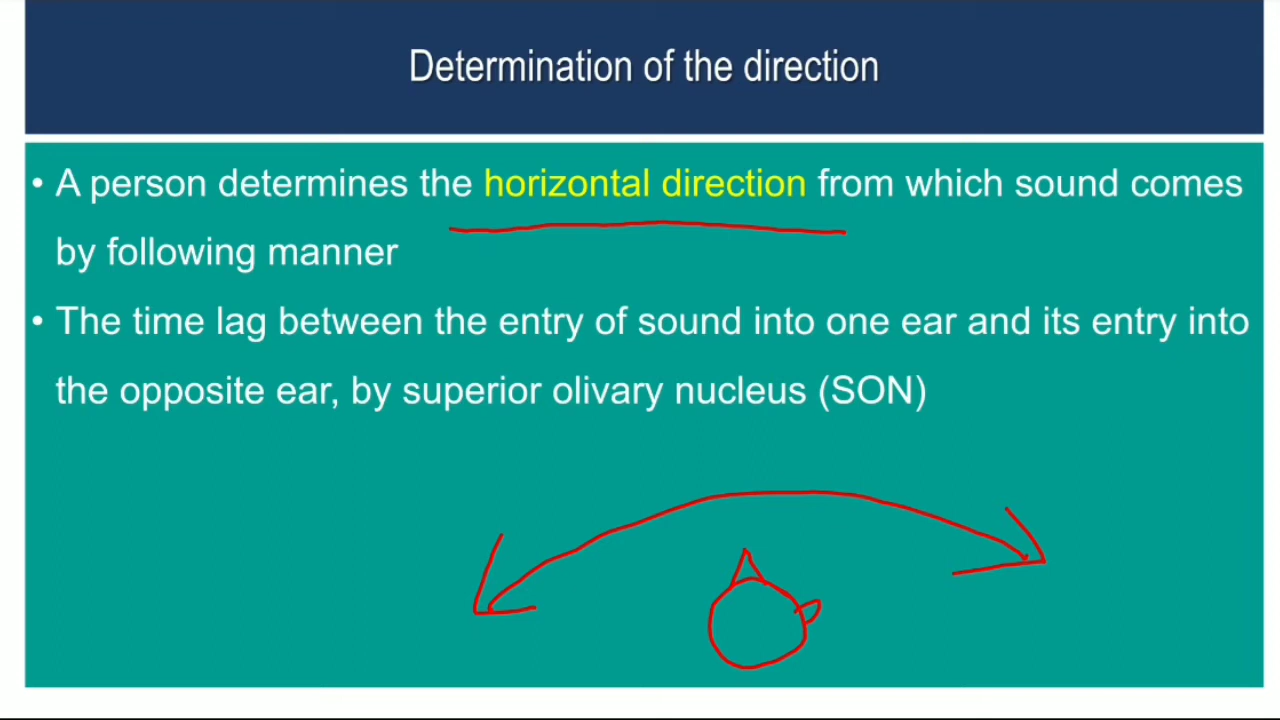 Determination of the direction
• A person determines the horizontal direction from which sound comes
by following manner
• The time lag between the entry of sound into one ear and its entry into
the opposite ear, by superior olivary nucleus (SON)